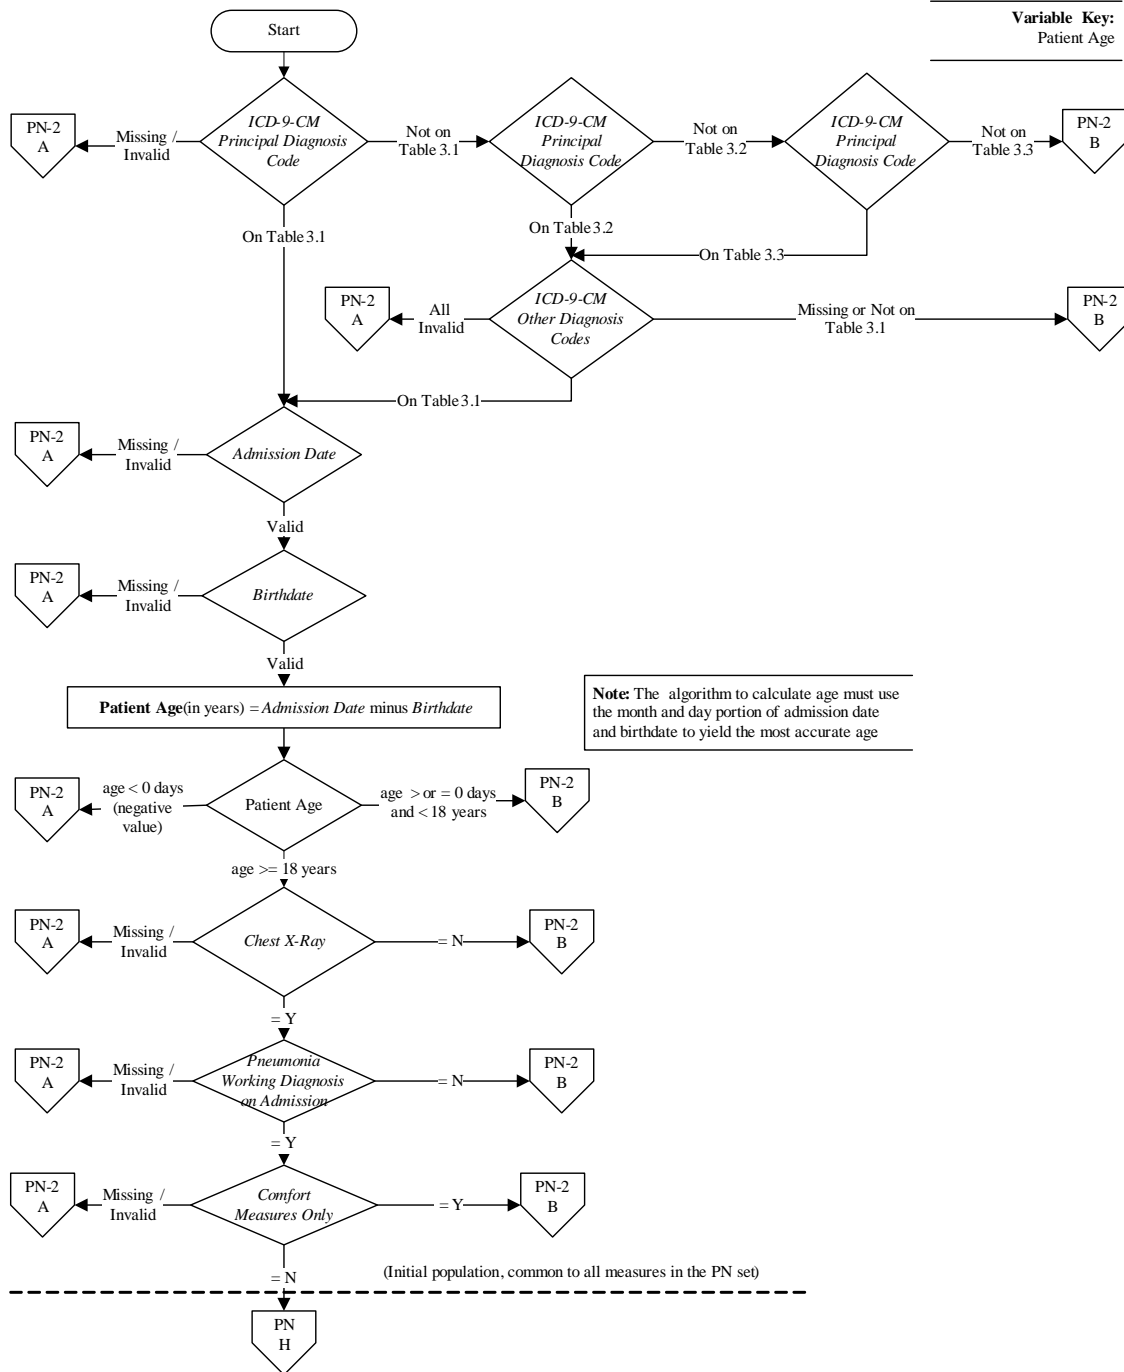 Variable Key:
Patient Age
Start
PN-2
A
Missing /
Invalid
ICD-9-CM
Principal Diagnosis
Code
Not on
Table 3.1
ICD-9-CM
Principal
Diagnosis Code
Not on
Table 3.2
ICD-9-CM
Principal
Diagnosis Code
Not on
Table 3.3
PN-2
B
On Table 3.1
On Table 3.2
On Table 3.3
PN-2
A
All
Invalid
ICD-9-CM
Other Diagnosis
Codes
Missing or Not on
Table 3.1
PN-2
B
On Table 3.1
PN-2
A
Missing /
Invalid
Admission Date
Valid
PN-2
A
Missing /
Invalid
Birthdate
Valid
Patient Age(in years) = Admission Date minus Birthdate
Note: The algorithm to calculate age must use
the month and day portion of admission date
and birthdate to yield the most accurate age
PN-2
A
age < 0 days
(negative
value)
Patient Age
age > or = 0 days
and < 18 years
PN-2
B
age >= 18 years
PN-2
A
Missing /
Invalid
Chest X-Ray
= N
PN-2
B
= Y
PN-2
A
Missing /
Invalid
Pneumonia
Working Diagnosis
on Admission
= N
PN-2
B
= Y
PN-2
A
Missing /
Invalid
Comfort
Measures Only
= Y
PN-2
B
= N
(Initial population, common to all measures in the PN set)
PN
H